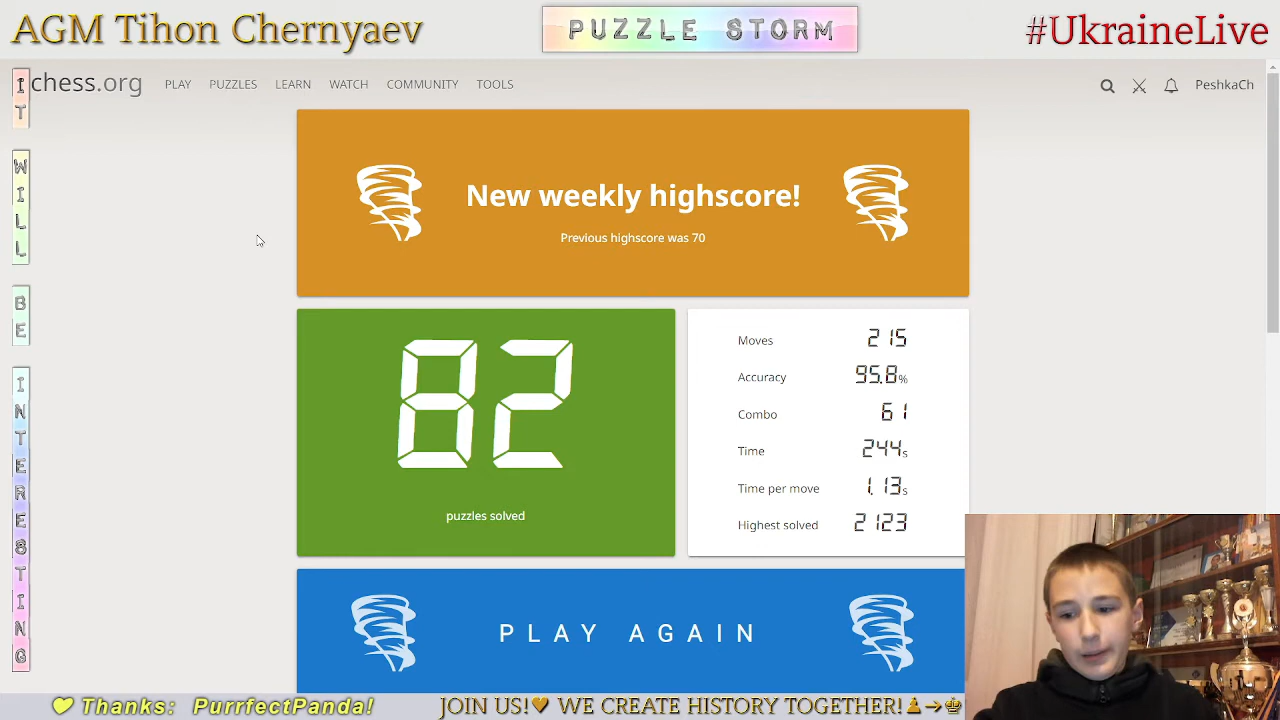 AGM Tihon Chernyaev
PUZZLE STORM
#UkraineLive
chess.org
PLAY PUZZLES LEARN WATCH COMMUNITY TOOLS
PeshkaCh
IT
WILL
BE
INTERESTING
New weekly highscore!
Previous highscore was 70
82
puzzles solved
Moves 215
Accuracy 95.8%
Combo 61
Time 244s
Time per move 1.13s
Highest solved 2123
PLAY AGAIN
Thanks: PurrfectPanda!
JOIN US! WE CREATE HISTORY TOGETHER!